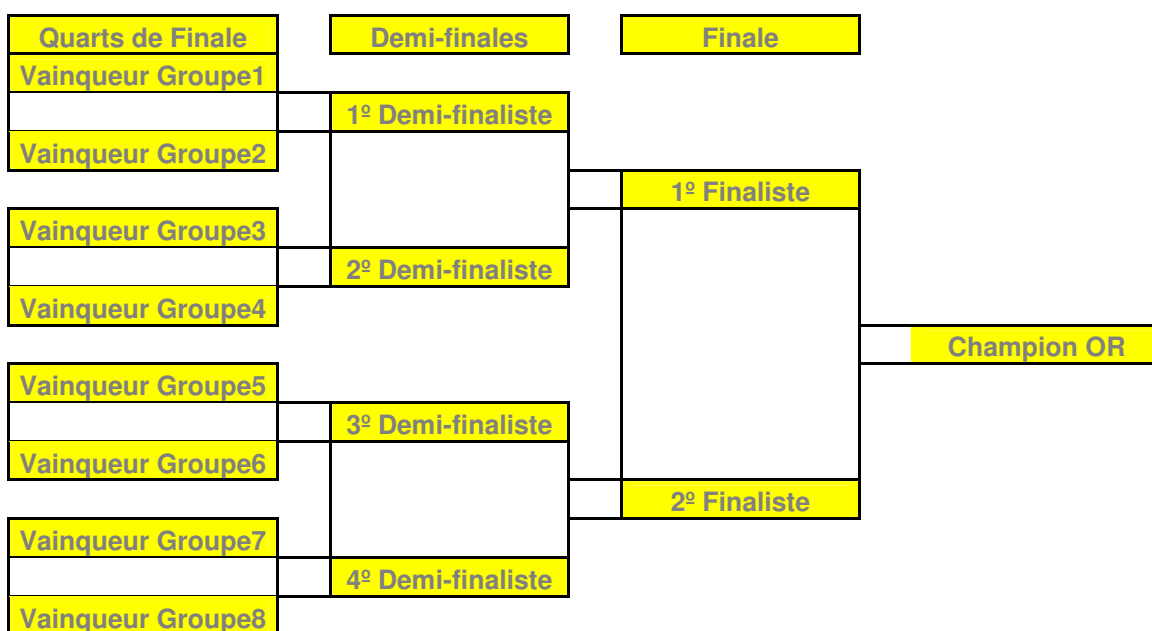 Quarts de Finale Demi-finales Finale
Vainqueur Groupe1
1º Demi-finaliste
Vainqueur Groupe2
1º Finaliste
Vainqueur Groupe3
2º Demi-finaliste
Vainqueur Groupe4
Champion OR
Vainqueur Groupe5
3º Demi-finaliste
Vainqueur Groupe6
2º Finaliste
Vainqueur Groupe7
4º Demi-finaliste
Vainqueur Groupe8